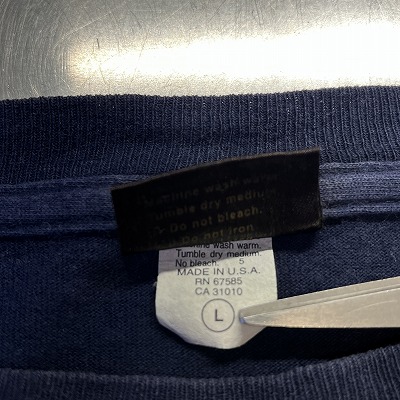 Machine wash warm
Tumble dry medium
Do not bleach.
Do not iron
Machine wash warm.
Tumble dry medium.
No bleach. 5
MADE IN U.S.A.
RN 67585
CA 31010
L